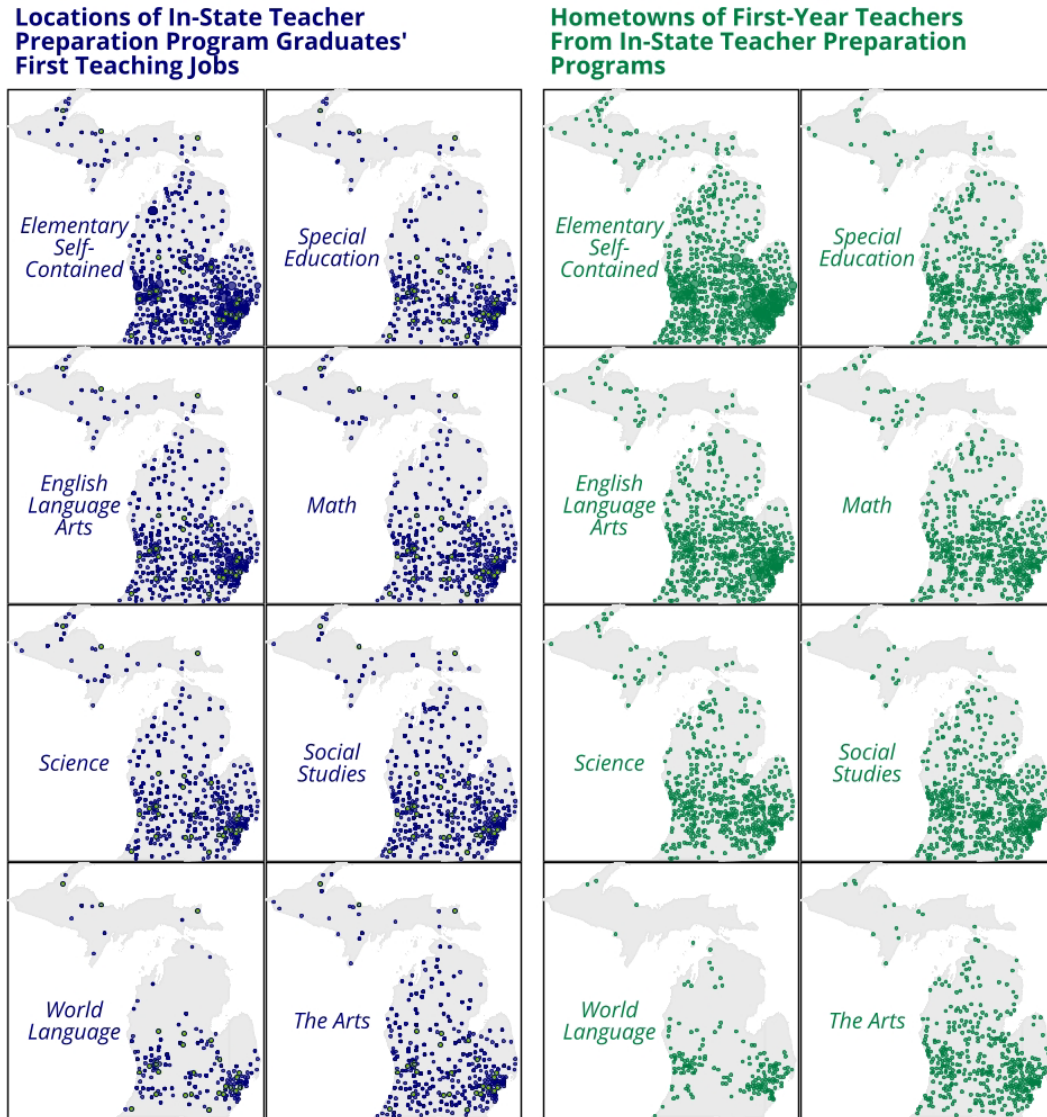 Locations of In-State Teacher
Preparation Program Graduates'
First Teaching Jobs
Elementary
Self-
Contained
Special
Education
English
Language
Arts
Math
Science
Social
Studies
World
Language
The Arts
Hometowns of First-Year Teachers
From In-State Teacher Preparation
Programs
Elementary
Self-
Contained
Special
Education
English
Language
Arts
Math
Science
Social
Studies
World
Language
The Arts